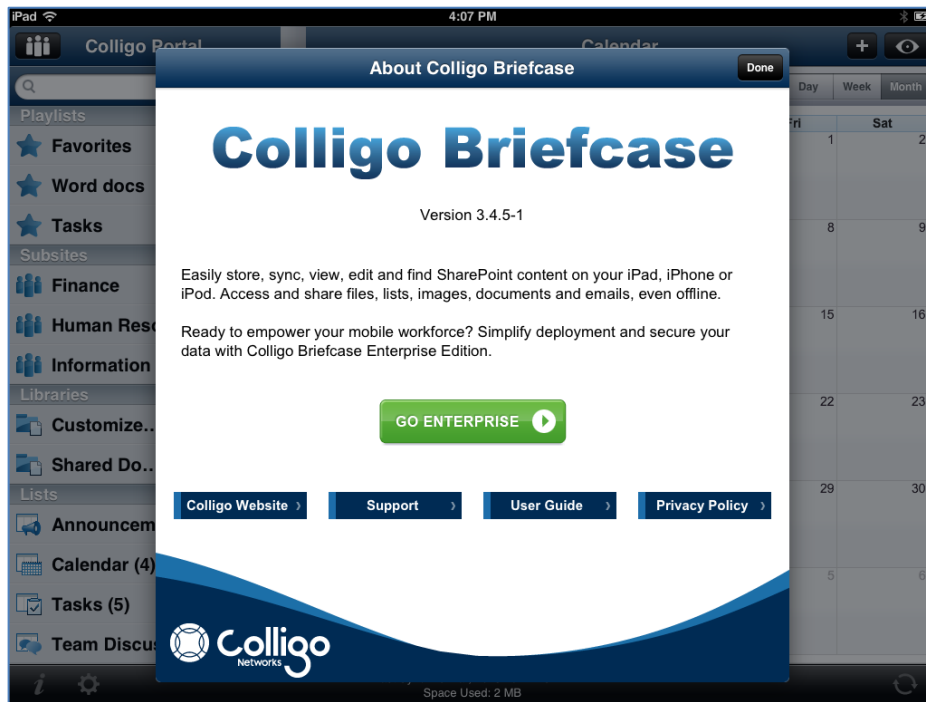 iPad
4:07 PM
Colligo Portal
Calendar
About Colligo Briefcase
Done
Day Week Month
Fri Sat
Playlists
Favorites
Word docs
Tasks
Subsites
Finance
Human Reso
Information
Libraries
Customize..
Shared Do..
Lists
Announcem
Calendar (4)
Tasks (5)
Team Discus
Colligo Briefcase
Version 3.4.5-1
Easily store, sync, view, edit and find SharePoint content on your iPad, iPhone or
iPod. Access and share files, lists, images, documents and emails, even offline.
Ready to empower your mobile workforce? Simplify deployment and secure your
data with Colligo Briefcase Enterprise Edition.
GO ENTERPRISE
Colligo Website
Support
User Guide
Privacy Policy
Colligo
Networks
1 2
8 9
15 16
22 23
29 30
5 6
Space Used: 2 MB